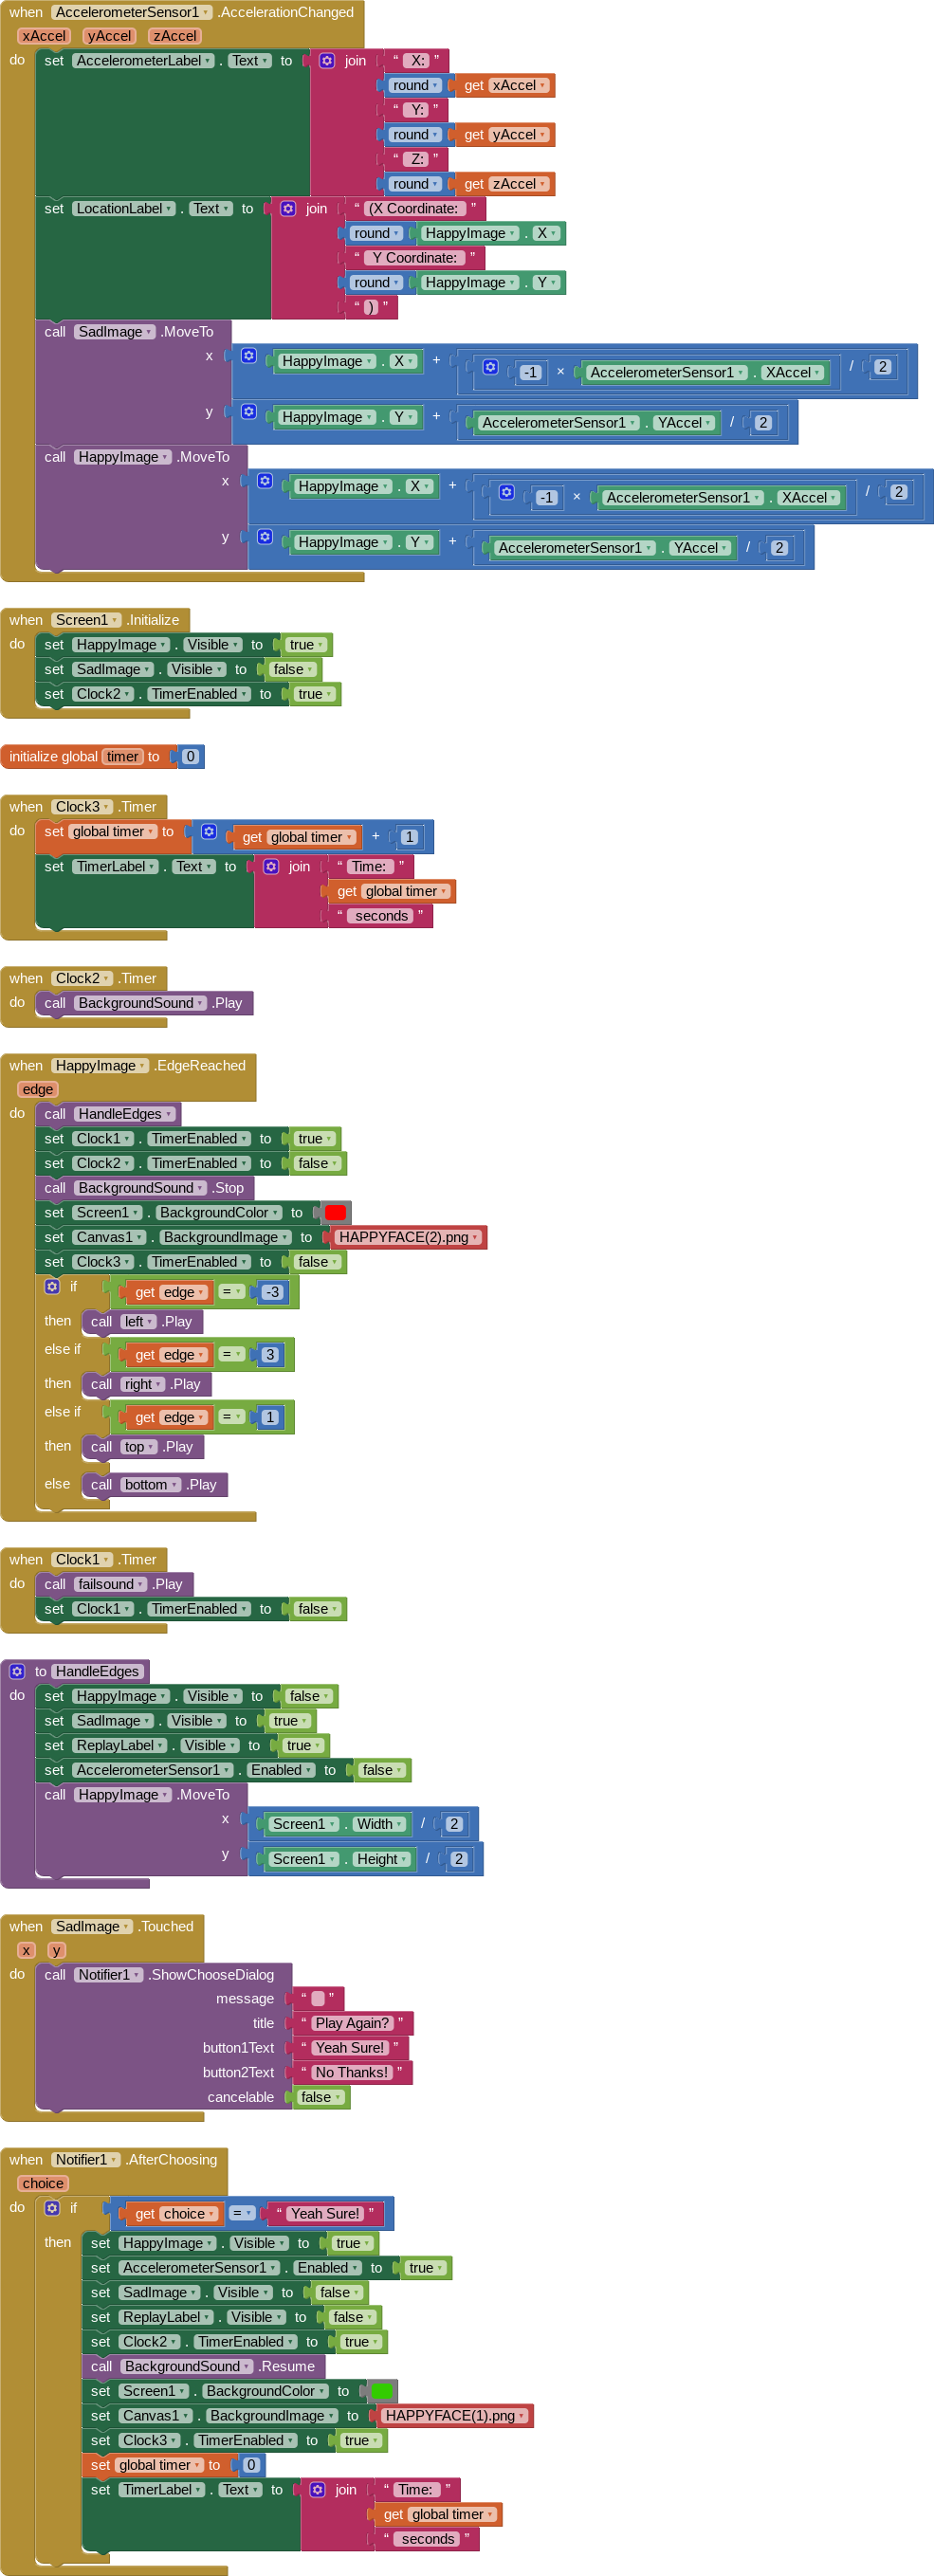 when AccelerometerSensor1 .AccelerationChanged
xAccel yAccel zAccel
do set AccelerometerLabel . Text to join “ X: ”
round get xAccel
“ Y: ”
round get yAccel
“ Z: ”
round get zAccel
set LocationLabel . Text to join “ (X Coordinate: ”
round HappyImage . X
“ Y Coordinate: ”
round HappyImage . Y
“ ) ”
call SadImage .MoveTo
x HappyImage . X + -1 × AccelerometerSensor1 . XAccel / 2
y HappyImage . Y + AccelerometerSensor1 . YAccel / 2
call HappyImage .MoveTo
x HappyImage . X + -1 × AccelerometerSensor1 . XAccel / 2
y HappyImage . Y + AccelerometerSensor1 . YAccel / 2
when Screen1 .Initialize
do set HappyImage . Visible to true
set SadImage . Visible to false
set Clock2 . TimerEnabled to true
initialize global timer to 0
when Clock3 .Timer
do set global timer to get global timer + 1
set TimerLabel . Text to join “ Time: ”
get global timer
“ seconds ”
when Clock2 .Timer
do call BackgroundSound .Play
when HappyImage .EdgeReached
edge
do call HandleEdges
set Clock1 . TimerEnabled to true
set Clock2 . TimerEnabled to false
call BackgroundSound .Stop
set Screen1 . BackgroundColor to
set Canvas1 . BackgroundImage to HAPPYFACE(2).png
set Clock3 . TimerEnabled to false
if get edge = -3
then call left .Play
else if get edge = 3
then call right .Play
else if get edge = 1
then call top .Play
else call bottom .Play
when Clock1 .Timer
do call failsound .Play
set Clock1 . TimerEnabled to false
to HandleEdges
do set HappyImage . Visible to false
set SadImage . Visible to true
set ReplayLabel . Visible to true
set AccelerometerSensor1 . Enabled to false
call HappyImage .MoveTo
x Screen1 . Width / 2
y Screen1 . Height / 2
when SadImage .Touched
x y
do call Notifier1 .ShowChooseDialog
message “ ”
title “ Play Again? ”
button1Text “ Yeah Sure! ”
button2Text “ No Thanks! ”
cancelable false
when Notifier1 .AfterChoosing
choice
do if get choice = “ Yeah Sure! ”
then set HappyImage . Visible to true
set AccelerometerSensor1 . Enabled to true
set SadImage . Visible to false
set ReplayLabel . Visible to false
set Clock2 . TimerEnabled to true
call BackgroundSound .Resume
set Screen1 . BackgroundColor to
set Canvas1 . BackgroundImage to HAPPYFACE(1).png
set Clock3 . TimerEnabled to true
set global timer to 0
set TimerLabel . Text to join “ Time: ”
get global timer
“ seconds ”